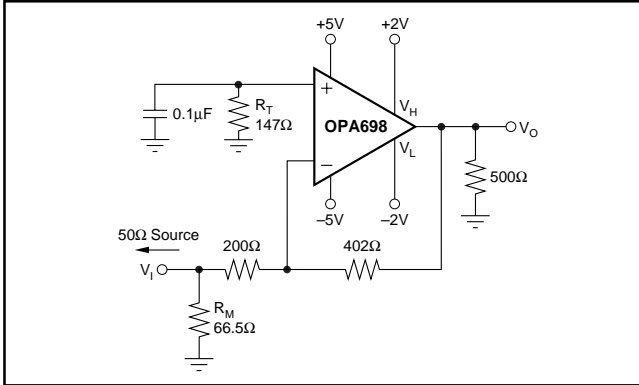 +5V
+2V
0.1µF
R_T
147Ω
+
V_H
OPA698
V_L
V_O
−
−5V
−2V
500Ω
50Ω Source
200Ω
402Ω
V_I
R_M
66.5Ω